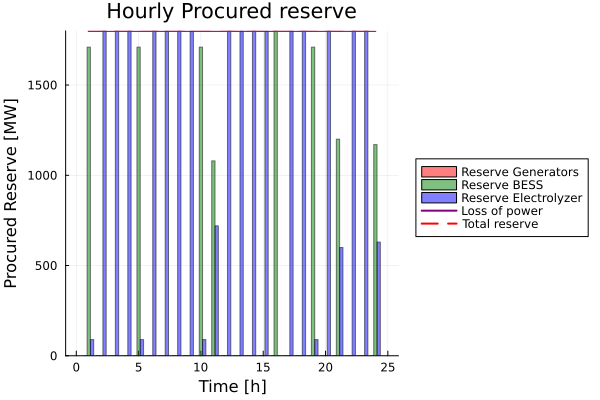 Hourly Procured reserve
Procured Reserve [MW]
1500
1000
500
0
0 5 10 15 20 25
Time [h]
Reserve Generators
Reserve BESS
Reserve Electrolyzer
Loss of power
Total reserve